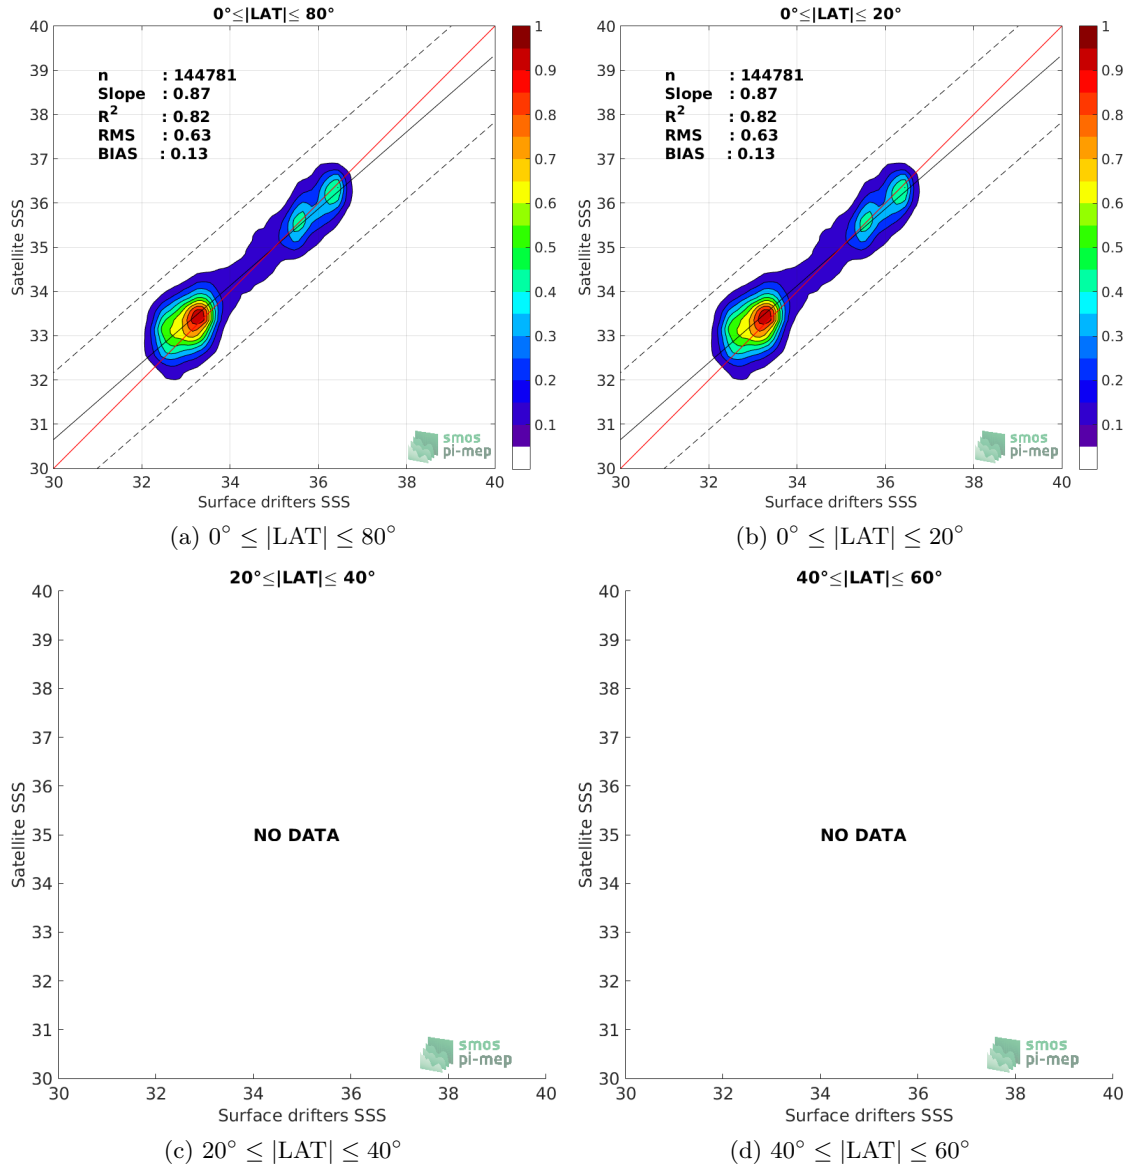 0°≤|LAT|≤ 80°
40
39
38
37
36
35
34
33
32
31
30
Satellite SSS
n : 144781
Slope : 0.87
R² : 0.82
RMS : 0.63
BIAS : 0.13
smos
pi-mep
30 32 34 36 38 40
Surface drifters SSS
1
0.9
0.8
0.7
0.6
0.5
0.4
0.3
0.2
0.1
(a) 0° ≤ |LAT| ≤ 80°
0°≤|LAT|≤ 20°
40
39
38
37
36
35
34
33
32
31
30
Satellite SSS
n : 144781
Slope : 0.87
R² : 0.82
RMS : 0.63
BIAS : 0.13
smos
pi-mep
30 32 34 36 38 40
Surface drifters SSS
1
0.9
0.8
0.7
0.6
0.5
0.4
0.3
0.2
0.1
(b) 0° ≤ |LAT| ≤ 20°
20°≤|LAT|≤ 40°
40
39
38
37
36
35
34
33
32
31
30
Satellite SSS
NO DATA
smos
pi-mep
30 32 34 36 38 40
Surface drifters SSS
(c) 20° ≤ |LAT| ≤ 40°
40°≤|LAT|≤ 60°
40
39
38
37
36
35
34
33
32
31
30
Satellite SSS
NO DATA
smos
pi-mep
30 32 34 36 38 40
Surface drifters SSS
(d) 40° ≤ |LAT| ≤ 60°